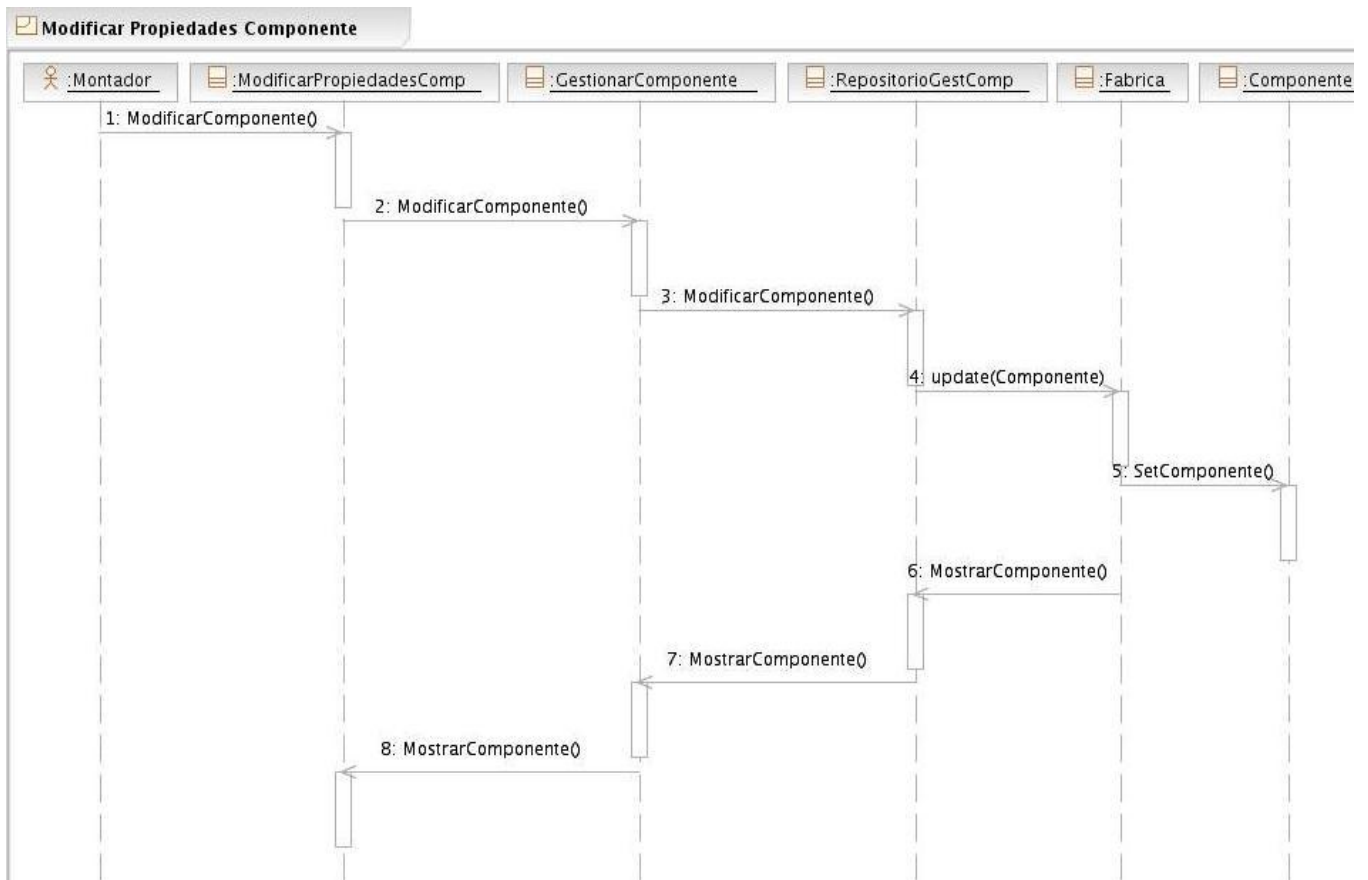 Modificar Propiedades Componente
:Montador
:ModificarPropiedadesComp
:GestionarComponente
:RepositorioGestComp
:Fabrica
:Componente
1: ModificarComponente()
2: ModificarComponente()
3: ModificarComponente()
4: update(Componente)
5: SetComponente()
6: MostrarComponente()
7: MostrarComponente()
8: MostrarComponente()